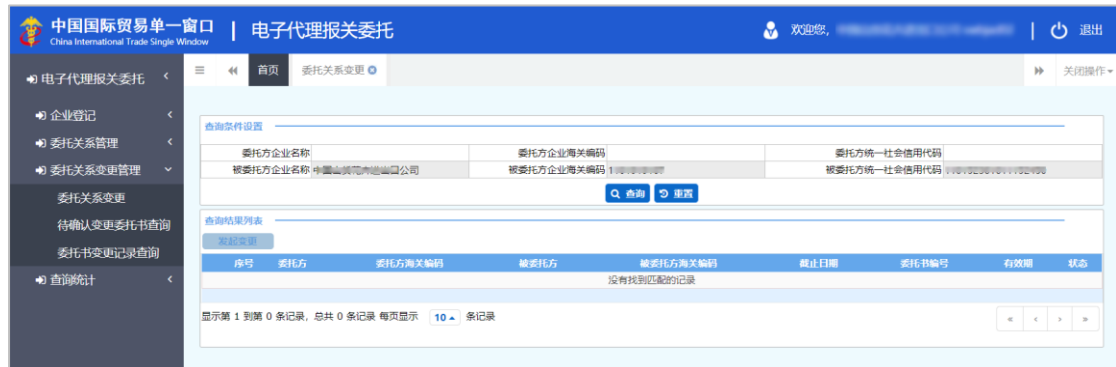 中国国际贸易单一窗口 | 电子代理报关委托
China International Trade Single Window
欢迎您,
退出
电子代理报关委托
首页 委托关系变更
关闭操作
企业登记
委托关系管理
委托关系变更管理
委托关系变更
待确认变更委托书查询
委托书变更记录查询
查询统计
查询条件设置
委托方企业名称 委托方企业海关编码 委托方统一社会信用代码
被委托方企业名称 被委托方企业海关编码 被委托方统一社会信用代码
查询 重置
查询结果列表
发起变更
序号 委托方 委托方海关编码 被委托方 被委托方海关编码 截止日期 委托书编号 有效期 状态
没有找到匹配的记录
显示第 1 到第 0 条记录, 总共 0 条记录 每页显示 10 条记录
« ‹ › »